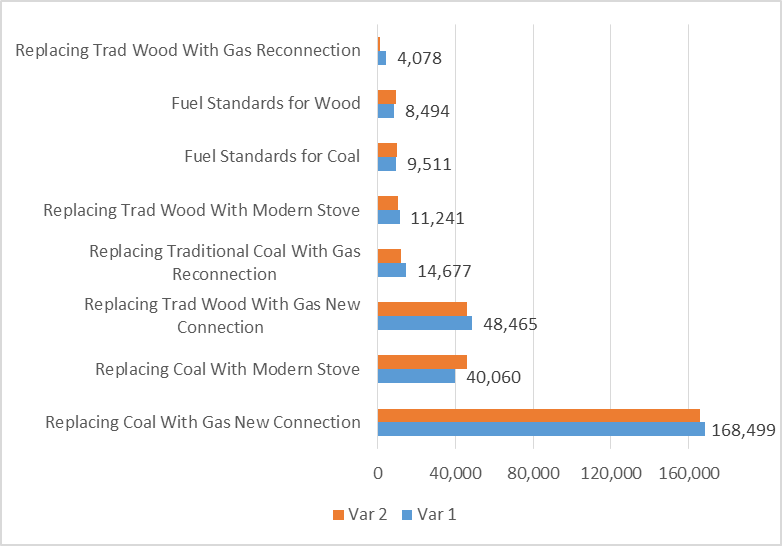 Replacing Trad Wood With Gas Reconnection
4,078
Fuel Standards for Wood
8,494
Fuel Standards for Coal
9,511
Replacing Trad Wood With Modern Stove
11,241
Replacing Traditional Coal With Gas
Reconnection
14,677
Replacing Trad Wood With Gas New
Connection
48,465
Replacing Coal With Modern Stove
40,060
Replacing Coal With Gas New Connection
168,499
0 40,000 80,000 120,000 160,000
Var 2 Var 1